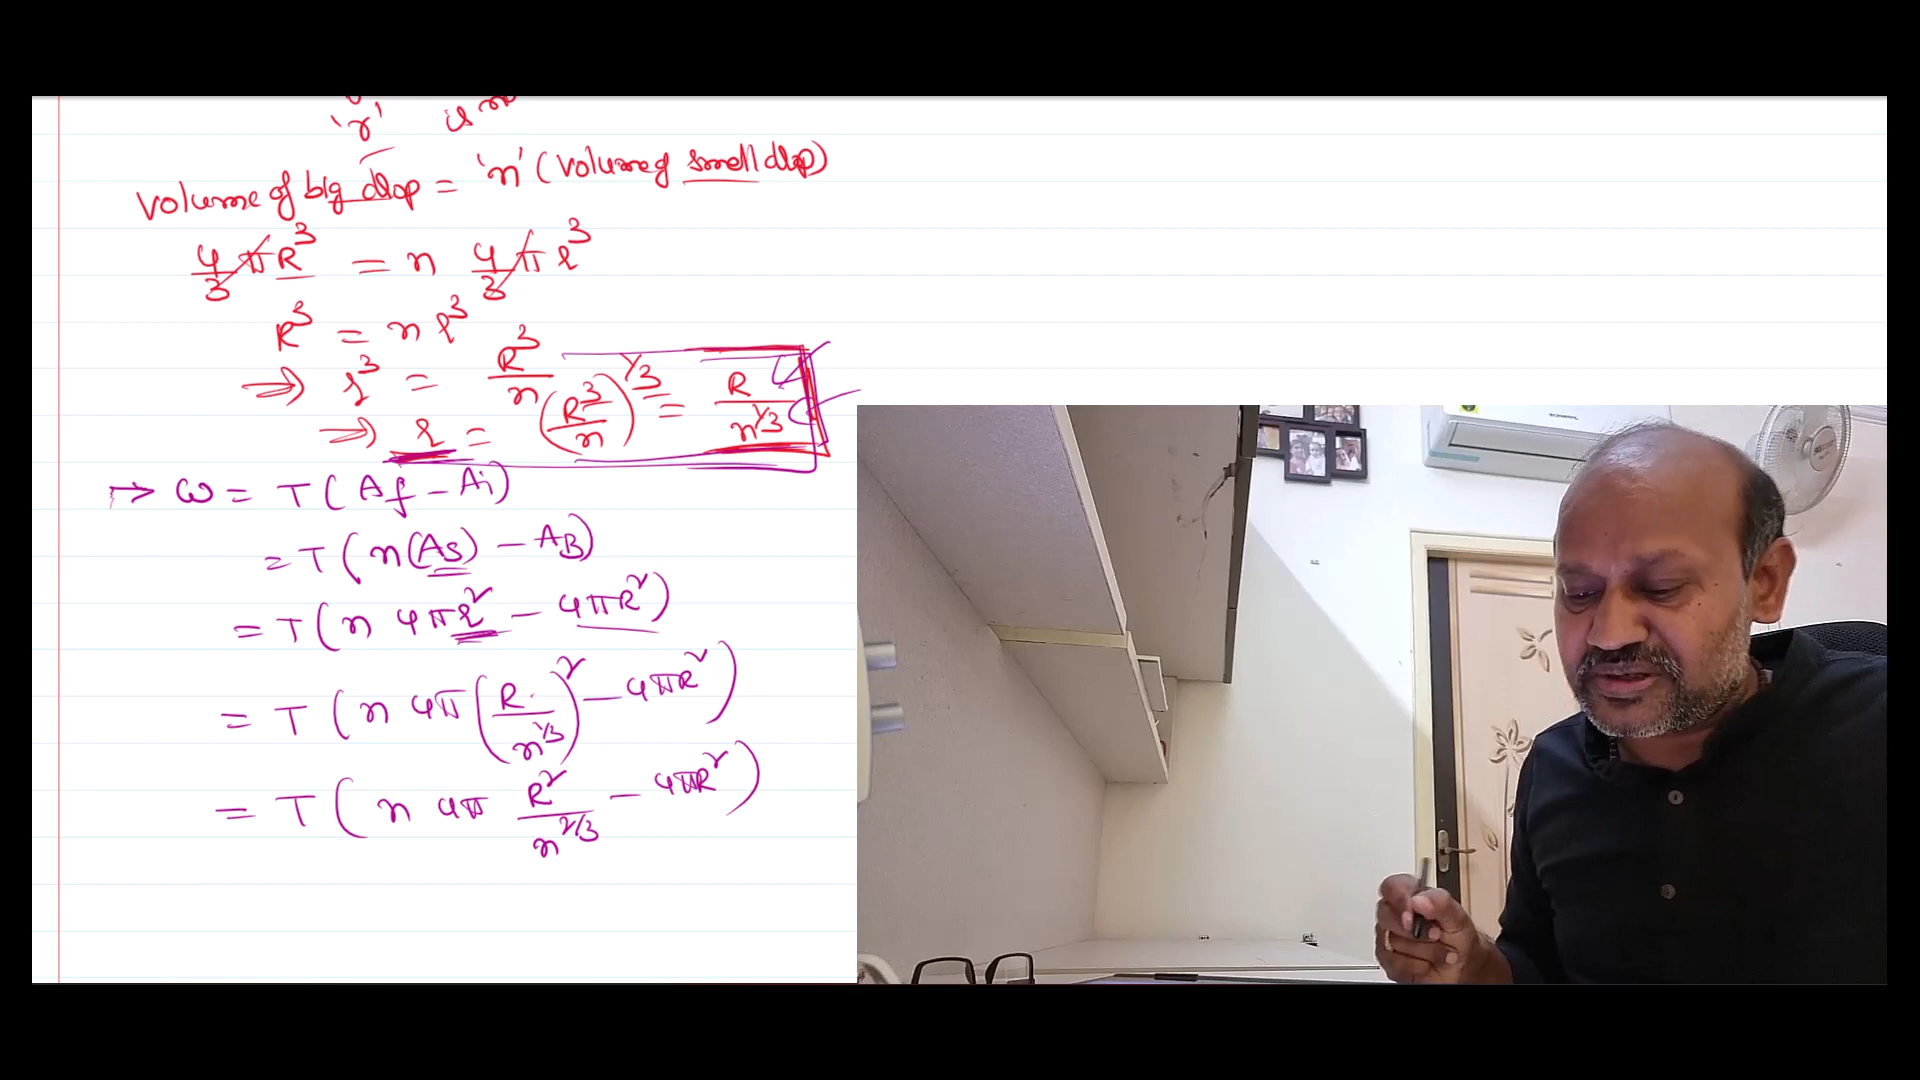 'r' is
Volume of big drop = 'n' (Volume of small drop)
4/3 π R³ = n 4/3 π r³
R³ = n r³
⇒ r³ = R³/n
⇒ r = (R³/n)^1/3 = R/n^1/3
↦ W = T (Af - Ai)
= T (n(As) - AB)
= T (n 4πr² - 4πR²)
= T (n 4π (R/n^1/3)² - 4πR²)
= T (n 4π R²/n^2/3 - 4πR²)